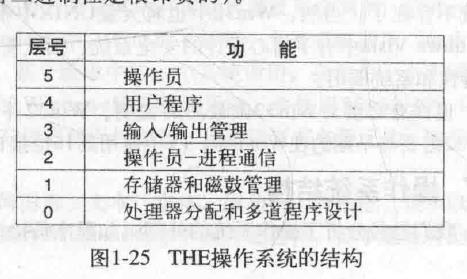 层号 功能
5 操作员
4 用户程序
3 输入/输出管理
2 操作员–进程通信
1 存储器和磁鼓管理
0 处理器分配和多道程序设计
图1-25 THE操作系统的结构